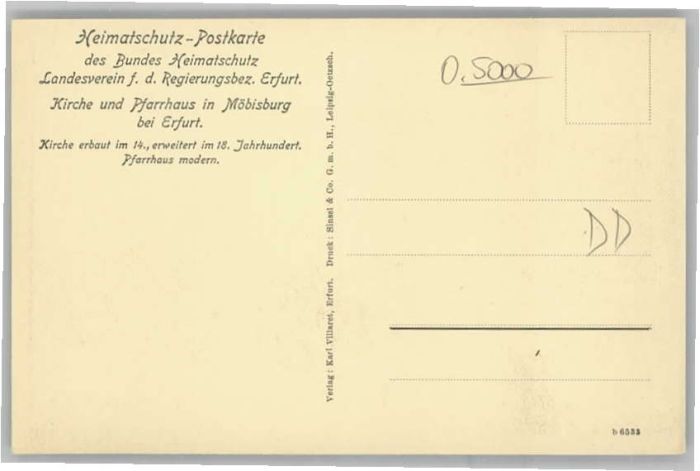 Heimatschutz-Postkarte
des Bundes Heimatschutz
Landesverein f. d. Regierungsbez. Erfurt.
Kirche und Pfarrhaus in Möbisburg
bei Erfurt.
Kirche erbaut im 14., erweitert im 18. Jahrhundert.
Pfarrhaus modern.
Verlag: Karl Villaret, Erfurt. Druck: Sinsel & Co. G. m. b. H., Leipzig-Oetzsch.
0.5000
DD
b 6533